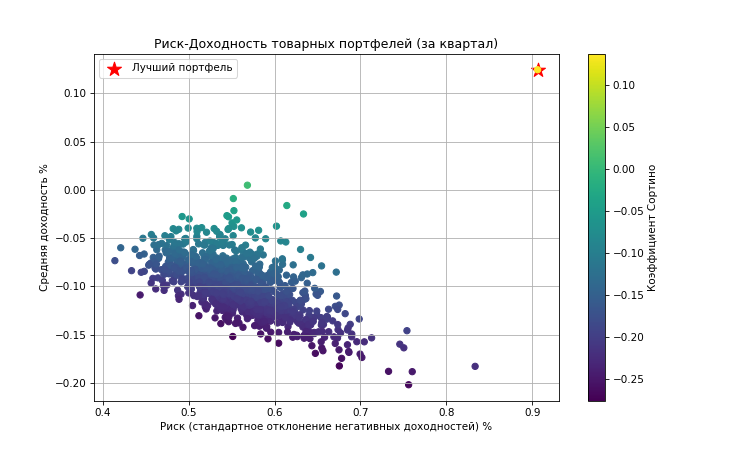 Риск-Доходность товарных портфелей (за квартал)
Лучший портфель
Средняя доходность %
0.10
0.05
0.00
−0.05
−0.10
−0.15
−0.20
0.4 0.5 0.6 0.7 0.8 0.9
Риск (стандартное отклонение негативных доходностей) %
0.10
0.05
0.00
−0.05
−0.10
−0.15
−0.20
−0.25
Коэффициент Сортино